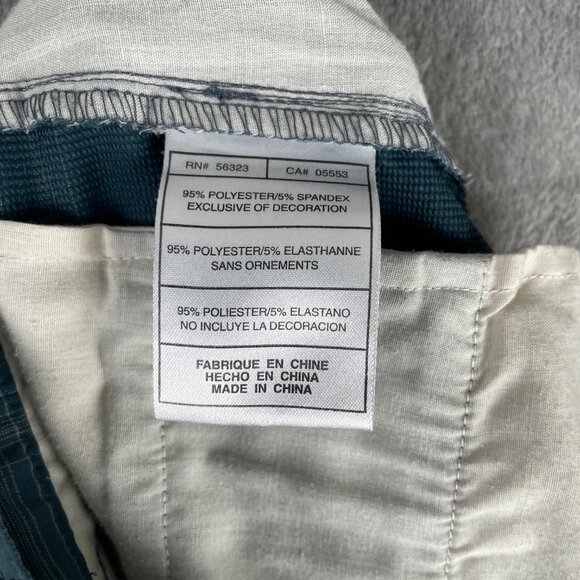 RN# 56323 CA# 05553
95% POLYESTER/5% SPANDEX
EXCLUSIVE OF DECORATION
95% POLYESTER/5% ELASTHANNE
SANS ORNEMENTS
95% POLIESTER/5% ELASTANO
NO INCLUYE LA DECORACION
FABRIQUE EN CHINE
HECHO EN CHINA
MADE IN CHINA